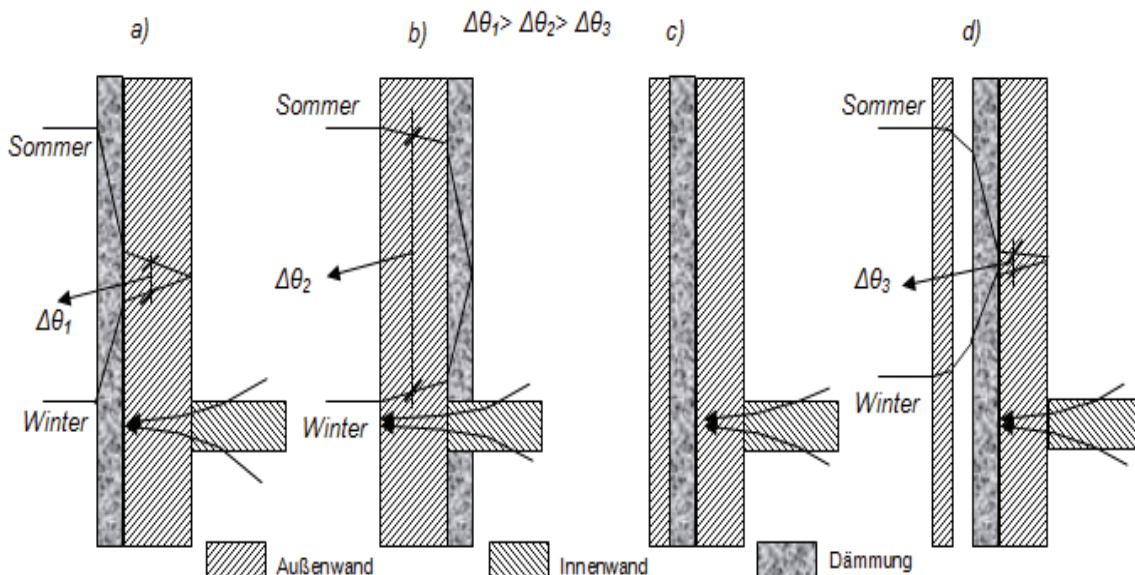 Δθ₁> Δθ₂> Δθ₃
a)
b)
c)
d)
Sommer
Sommer
Sommer
Δθ₁
Δθ₂
Δθ₃
Winter
Winter
Winter
Außenwand
Innenwand
Dämmung